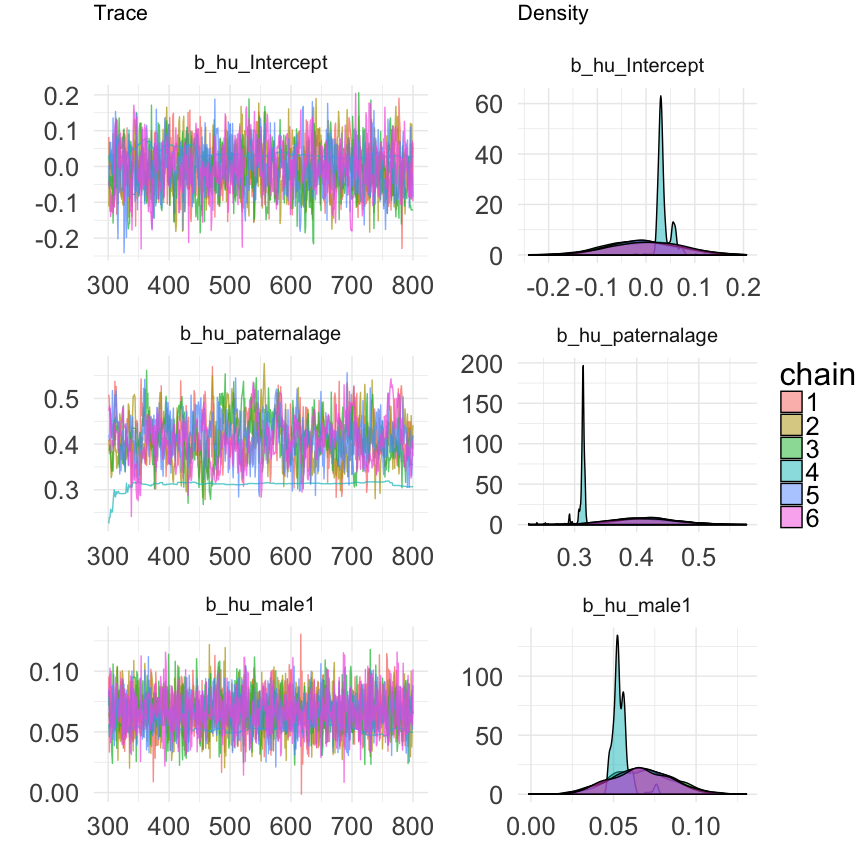 Trace
Density
b_hu_Intercept
0.2
0.1
0.0
-0.1
-0.2
300 400 500 600 700 800
b_hu_Intercept
60
40
20
0
-0.2 -0.1 0.0 0.1 0.2
b_hu_paternalage
0.5
0.4
0.3
300 400 500 600 700 800
b_hu_paternalage
200
150
100
50
0
0.3 0.4 0.5
b_hu_male1
0.10
0.05
0.00
300 400 500 600 700 800
b_hu_male1
100
50
0
0.00 0.05 0.10
chain
1
2
3
4
5
6